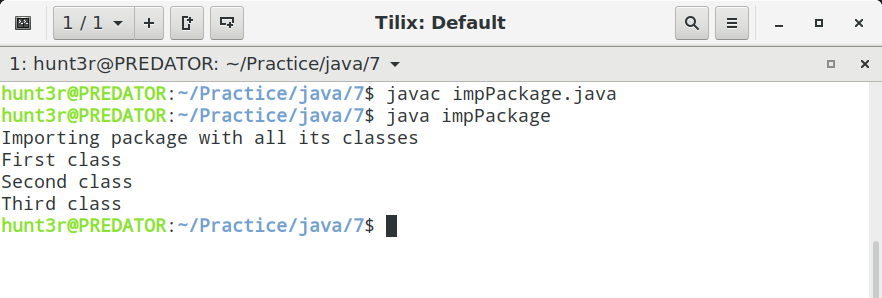 1 / 1
Tilix: Default
1: hunt3r@PREDATOR: ~/Practice/java/7
hunt3r@PREDATOR:~/Practice/java/7$ javac impPackage.java
hunt3r@PREDATOR:~/Practice/java/7$ java impPackage
Importing package with all its classes
First class
Second class
Third class
hunt3r@PREDATOR:~/Practice/java/7$